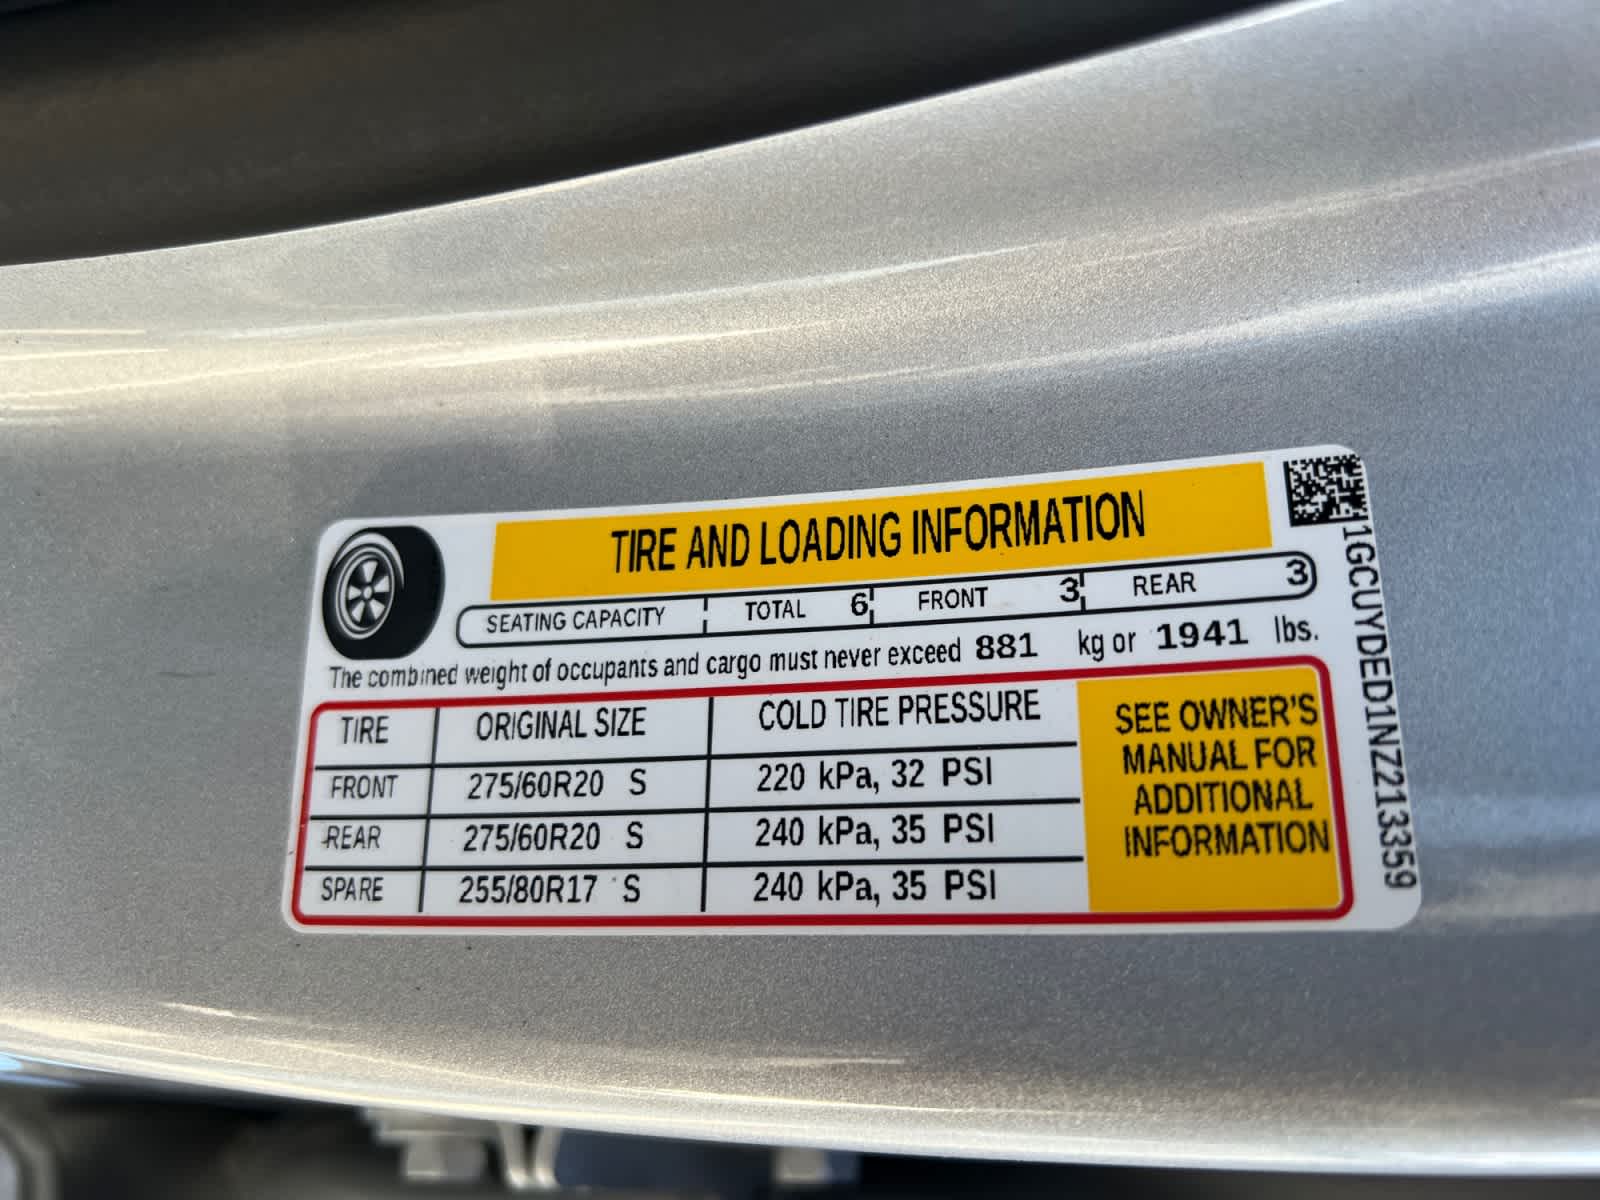 TIRE AND LOADING INFORMATION
SEATING CAPACITY TOTAL 6 FRONT 3 REAR 3
The combined weight of occupants and cargo must never exceed 881 kg or 1941 lbs.
TIRE ORIGINAL SIZE COLD TIRE PRESSURE
FRONT 275/60R20 S 220 kPa, 32 PSI
REAR 275/60R20 S 240 kPa, 35 PSI
SPARE 255/80R17 S 240 kPa, 35 PSI
SEE OWNER'S
MANUAL FOR
ADDITIONAL
INFORMATION
1GCUYDED1NZ213359